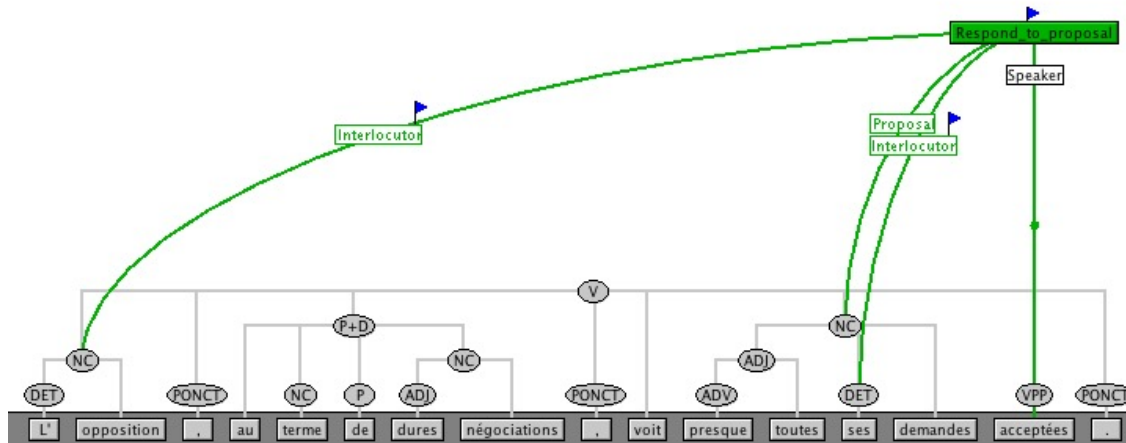 Respond_to_proposal
Speaker
Interlocutor
Proposal
Interlocutor
V
P+D NC
NC NC ADJ
DET PONCT NC P ADJ PONCT ADV DET VPP PONCT
L' opposition , au terme de dures négociations , voit presque toutes ses demandes acceptées .